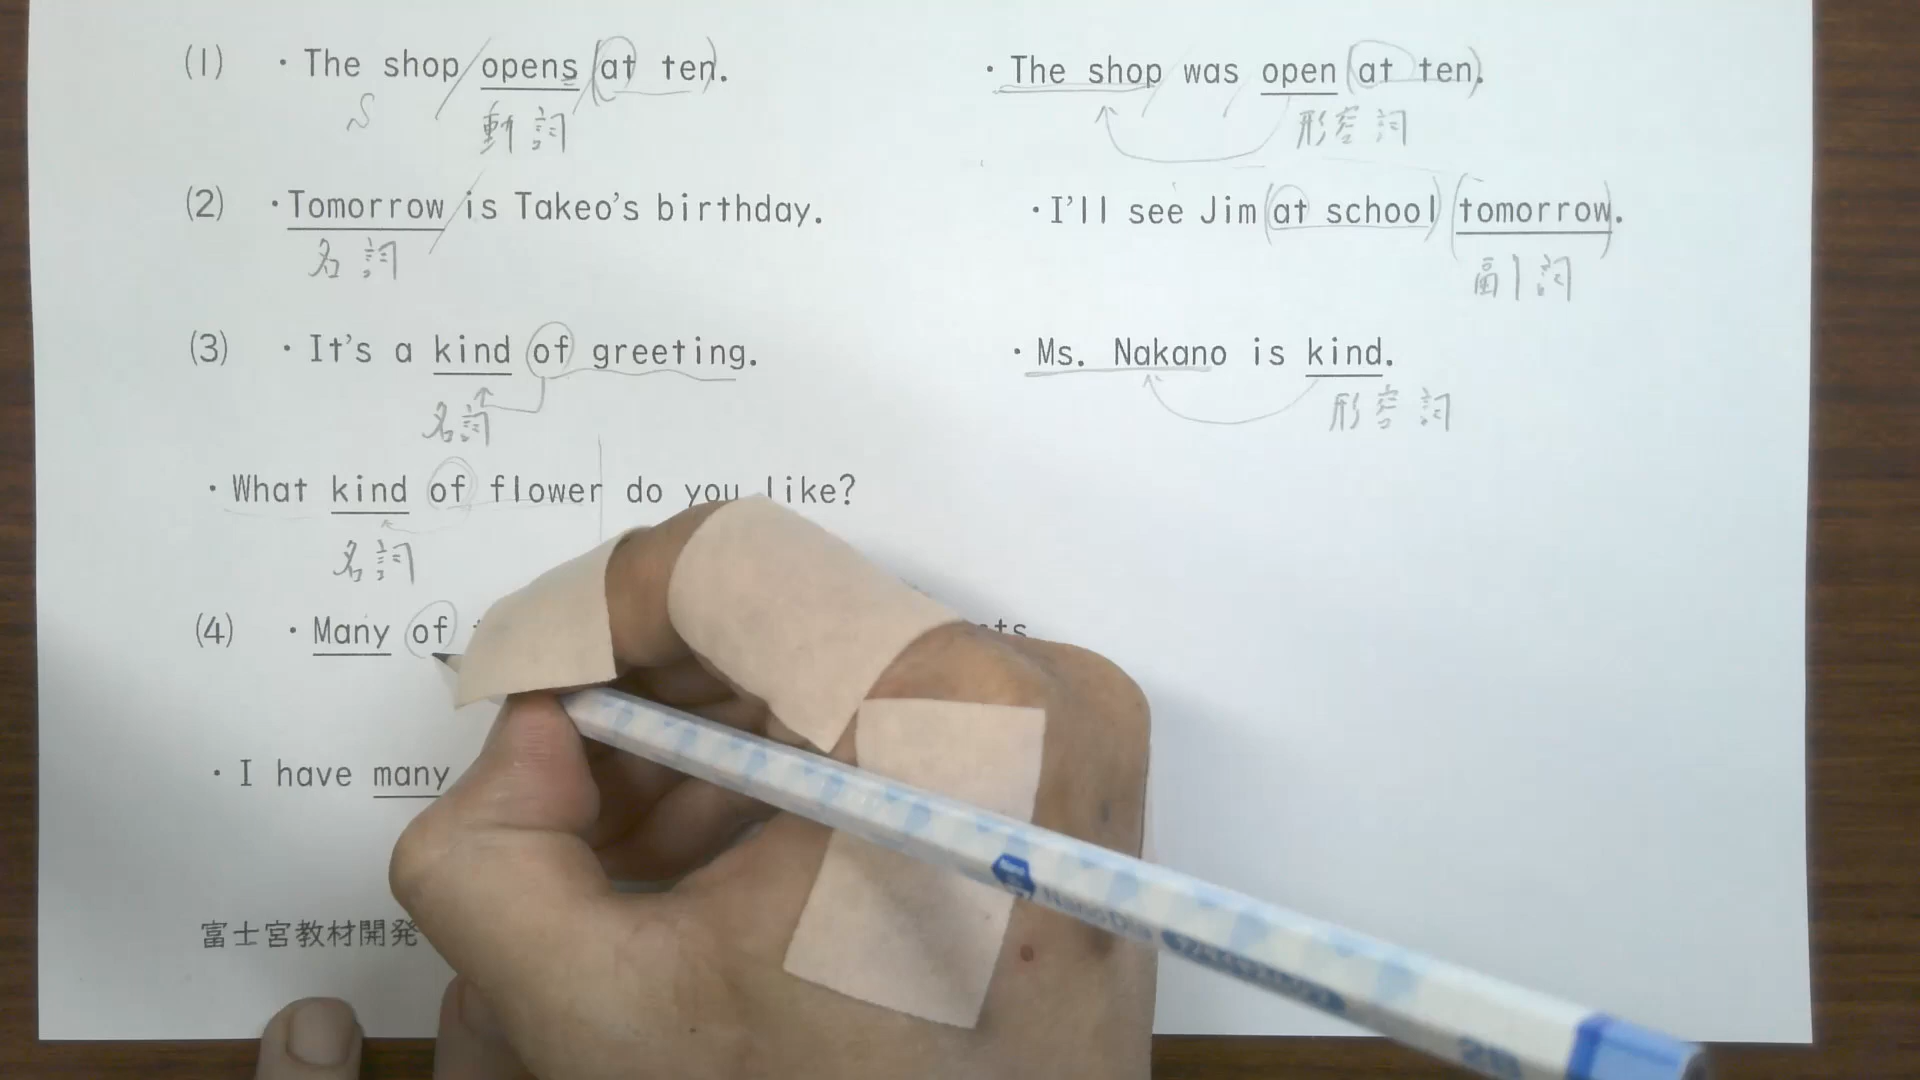 (1) ・The shop opens at ten. ・The shop was open at ten.
S 動詞 形容詞
(2) ・Tomorrow is Takeo's birthday. ・I'll see Jim at school tomorrow.
名詞 副詞
(3) ・It's a kind of greeting. ・Ms. Nakano is kind.
名詞 形容詞
・What kind of flower do you like?
名詞
(4) ・Many of
・I have many
富士宮教材開発